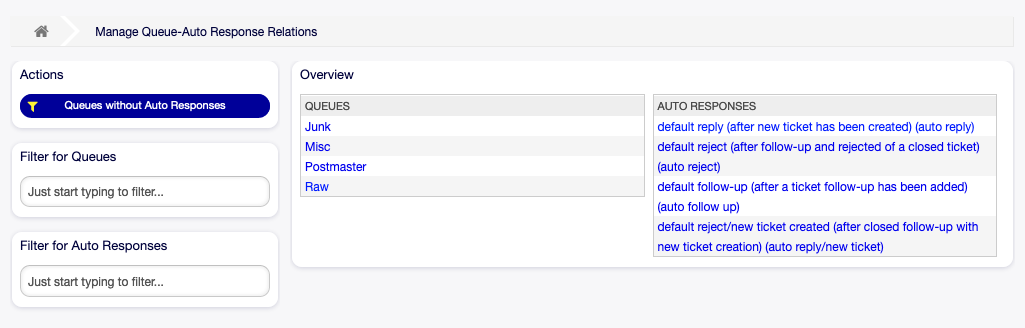 Manage Queue-Auto Response Relations
Actions
Queues without Auto Responses
Filter for Queues
Just start typing to filter...
Filter for Auto Responses
Just start typing to filter...
Overview
QUEUES
Junk
Misc
Postmaster
Raw
AUTO RESPONSES
default reply (after new ticket has been created) (auto reply)
default reject (after follow-up and rejected of a closed ticket)
(auto reject)
default follow-up (after a ticket follow-up has been added)
(auto follow up)
default reject/new ticket created (after closed follow-up with
new ticket creation) (auto reply/new ticket)